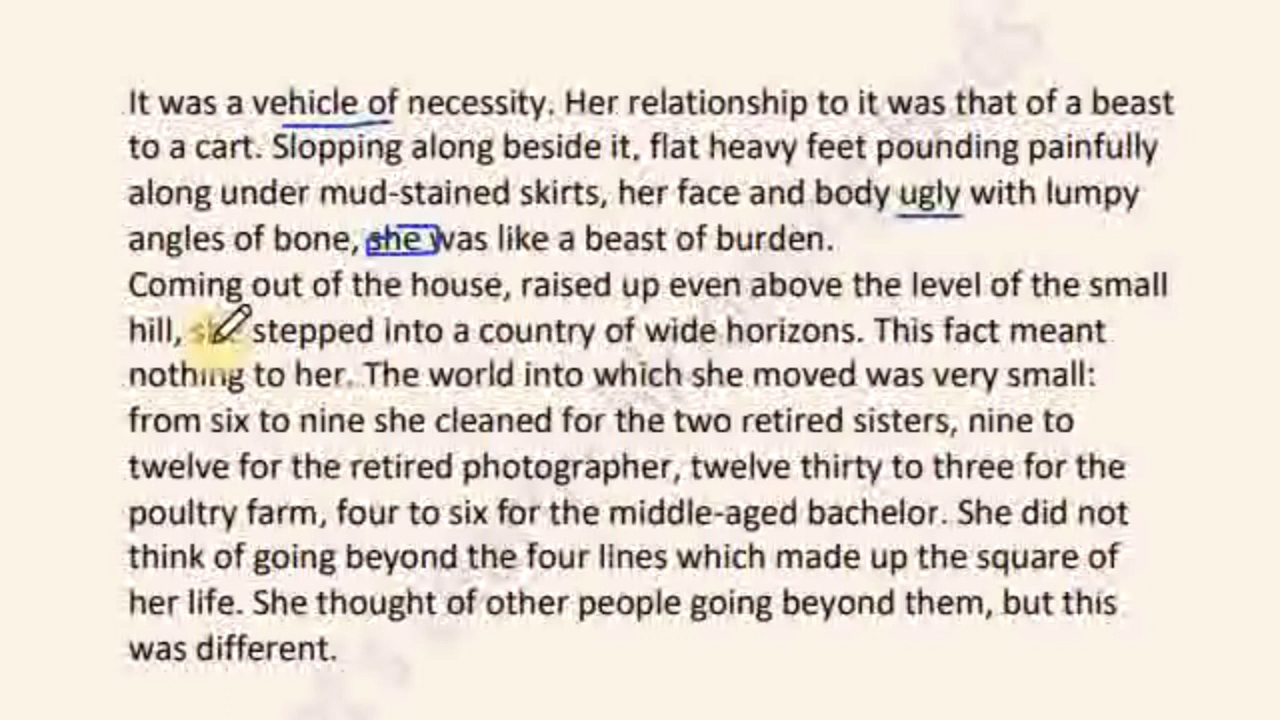 It was a vehicle of necessity. Her relationship to it was that of a beast
to a cart. Slopping along beside it, flat heavy feet pounding painfully
along under mud-stained skirts, her face and body ugly with lumpy
angles of bone, she was like a beast of burden.
Coming out of the house, raised up even above the level of the small
hill, stepped into a country of wide horizons. This fact meant
nothing to her. The world into which she moved was very small:
from six to nine she cleaned for the two retired sisters, nine to
twelve for the retired photographer, twelve thirty to three for the
poultry farm, four to six for the middle-aged bachelor. She did not
think of going beyond the four lines which made up the square of
her life. She thought of other people going beyond them, but this
was different.